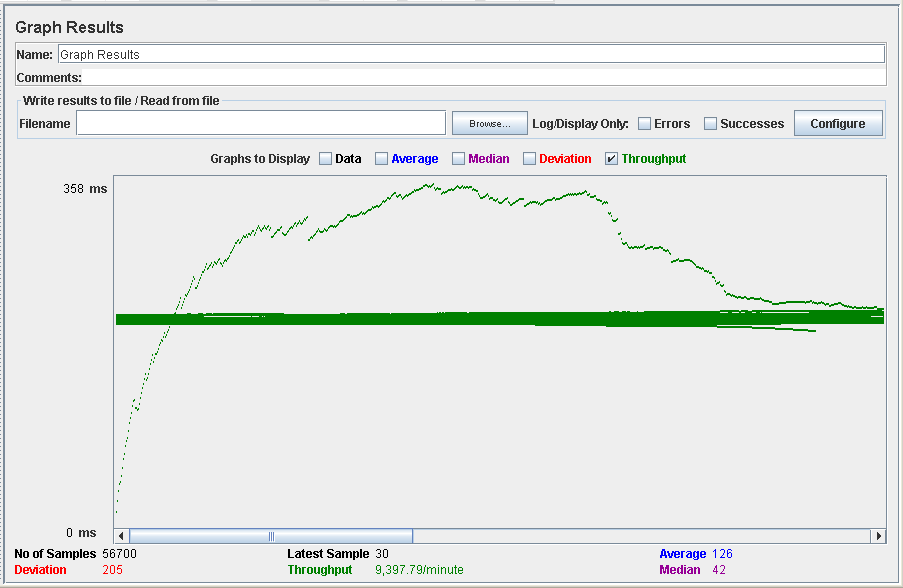 Graph Results
Name: Graph Results
Comments:
Write results to file / Read from file
Filename Browse... Log/Display Only: Errors Successes Configure
Graphs to Display Data Average Median Deviation Throughput
358 ms
0 ms
No of Samples 56700 Latest Sample 30 Average 126
Deviation 205 Throughput 9,397.79/minute Median 42